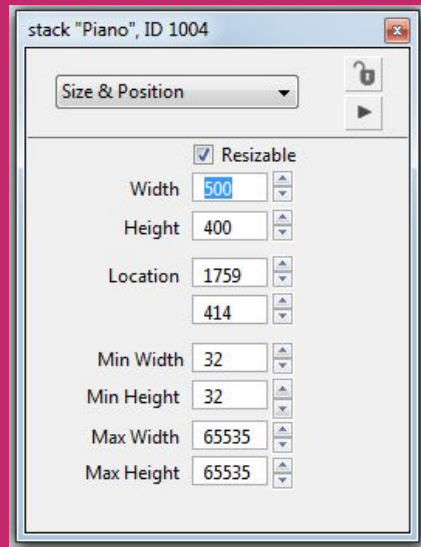 stack "Piano", ID 1004
Size & Position
Resizable
Width 500
Height 400
Location 1759
414
Min Width 32
Min Height 32
Max Width 65535
Max Height 65535